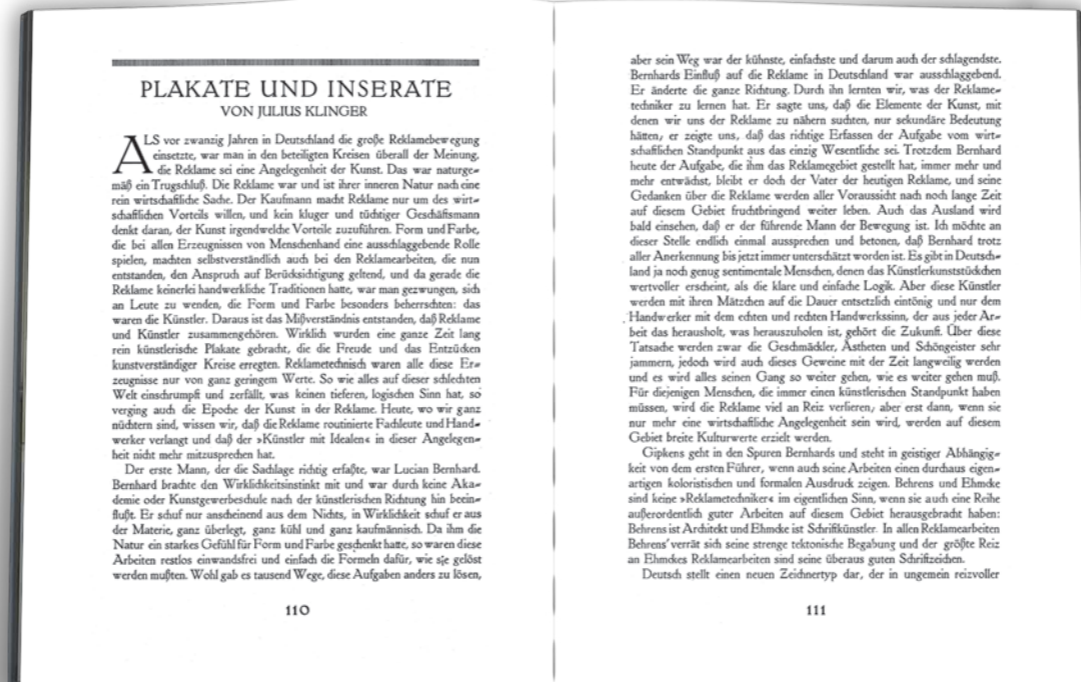 PLAKATE UND INSERATE
VON JULIUS KLINGER
ALS vor zwanzig Jahren in Deutschland die große Reklamebewegung
einsetzte, war man in den beteiligten Kreisen überall der Meinung,
die Reklame sei eine Angelegenheit der Kunst. Das war naturge=
mäß ein Trugschluß. Die Reklame war und ist ihrer inneren Natur nach eine
rein wirtschaftliche Sache. Der Kaufmann macht Reklame nur um des wirt=
schaftlichen Vorteils willen, und kein kluger und tüchtiger Geschäftsmann
denkt daran, der Kunst irgendwelche Vorteile zuzuführen. Form und Farbe,
die bei allen Erzeugnissen von Menschenhand eine ausschlaggebende Rolle
spielen, machten selbstverständlich auch bei den Reklamearbeiten, die nun
entstanden, den Anspruch auf Berücksichtigung geltend, und da gerade die
Reklame keinerlei handwerkliche Traditionen hatte, war man gezwungen, sich
an Leute zu wenden, die Form und Farbe besonders beherrschten: das
waren die Künstler. Daraus ist das Mißverständnis entstanden, daß Reklame
und Künstler zusammengehören. Wirklich wurden eine ganze Zeit lang
rein künstlerische Plakate gebracht, die die Freude und das Entzücken
kunstverständiger Kreise erregten. Reklametechnisch waren alle diese Er=
zeugnisse nur von ganz geringem Werte. So wie alles auf dieser schlechten
Welt einschrumpft und zerfällt, was keinen tieferen, logischen Sinn hat, so
verging auch die Epoche der Kunst in der Reklame. Heute, wo wir ganz
nüchtern sind, wissen wir, daß die Reklame routinierte Fachleute und Hand=
werker verlangt und daß der »Künstler mit Idealen« in dieser Angelegen=
heit nicht mehr mitzusprechen hat.
Der erste Mann, der die Sachlage richtig erfaßte, war Lucian Bernhard.
Bernhard brachte den Wirklichkeitsinstinkt mit und war durch keine Aka=
demie oder Kunstgewerbeschule nach der künstlerischen Richtung hin beein=
flußt. Er schuf nur anscheinend aus dem Nichts, in Wirklichkeit schuf er aus
der Materie, ganz überlegt, ganz kühl und ganz kaufmännisch. Da ihm die
Natur ein starkes Gefühl für Form und Farbe geschenkt hatte, so waren diese
Arbeiten restlos einwandsfrei und einfach die Formeln dafür, wie sie gelöst
werden mußten. Wohl gab es tausend Wege, diese Aufgaben anders zu lösen,
110
aber sein Weg war der kühnste, einfachste und darum auch der schlagendste.
Bernhards Einfluß auf die Reklame in Deutschland war ausschlaggebend.
Er änderte die ganze Richtung. Durch ihn lernten wir, was der Reklame=
techniker zu lernen hat. Er sagte uns, daß die Elemente der Kunst, mit
denen wir uns der Reklame zu nähern suchten, nur sekundäre Bedeutung
hätten, er zeigte uns, daß das richtige Erfassen der Aufgabe vom wirt=
schaftlichen Standpunkt aus das einzig Wesentliche sei. Trotzdem Bernhard
heute der Aufgabe, die ihm das Reklamegebiet gestellt hat, immer mehr und
mehr entwächst, bleibt er doch der Vater der heutigen Reklame, und seine
Gedanken über die Reklame werden aller Voraussicht nach noch lange Zeit
auf diesem Gebiet fruchtbringend weiter leben. Auch das Ausland wird
bald einsehen, daß er der führende Mann der Bewegung ist. Ich möchte an
dieser Stelle endlich einmal aussprechen und betonen, daß Bernhard trotz
aller Anerkennung bis jetzt immer unterschätzt worden ist. Es gibt in Deutsch=
land ja noch genug sentimentale Menschen, denen das Künstlerkunststückchen
wertvoller erscheint, als die klare und einfache Logik. Aber diese Künstler
werden mit ihren Mätzchen auf die Dauer entsetzlich eintönig und nur dem
Handwerker mit dem echten und rechten Handwerkssinn, der aus jeder Ar=
beit das herausholt, was herauszuholen ist, gehört die Zukunft. Über diese
Tatsache werden zwar die Geschmäckler, Ästheten und Schöngeister sehr
jammern, jedoch wird auch dieses Geweine mit der Zeit langweilig werden
und es wird alles seinen Gang so weiter gehen, wie es weiter gehen muß.
Für diejenigen Menschen, die immer einen künstlerischen Standpunkt haben
müssen, wird die Reklame viel an Reiz verlieren, aber erst dann, wenn sie
nur mehr eine wirtschaftliche Angelegenheit sein wird, werden auf diesem
Gebiet breite Kulturwerte erzielt werden.
Gipkens geht in den Spuren Bernhards und steht in geistiger Abhängig=
keit von dem ersten Führer, wenn auch seine Arbeiten einen durchaus eigen=
artigen koloristischen und formalen Ausdruck zeigen. Behrens und Ehmcke
sind keine »Reklametechniker« im eigentlichen Sinn, wenn sie auch eine Reihe
außerordentlich guter Arbeiten auf diesem Gebiet herausgebracht haben:
Behrens ist Architekt und Ehmcke ist Schriftkünstler. In allen Reklamearbeiten
Behrens' verrät sich seine strenge tektonische Begabung und der größte Reiz
an Ehmckes Reklamearbeiten sind seine überaus guten Schriftzeichen.
Deutsch stellt einen neuen Zeichnertyp dar, der in ungemein reizvoller
111